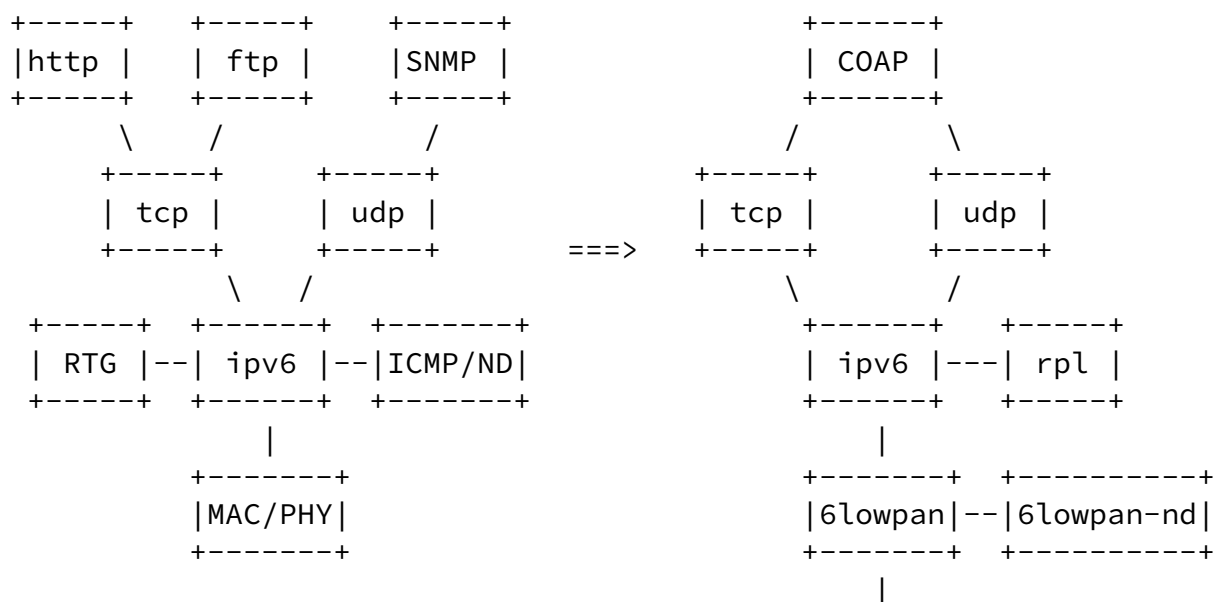 +-----+   +-----+    +-----+              +------+
|http |   | ftp |    |SNMP |              | COAP |
+-----+   +-----+    +-----+              +------+
      \    /          /                  /       \
     +-----+     +-----+             +-----+     +-----+
     | tcp |     | udp |             | tcp |     | udp |
     +-----+     +-----+     ===>    +-----+     +-----+
           \   /                         \       /
 +-----+  +------+  +-------+             +------+   +-----+
 | RTG |--| ipv6 |--|ICMP/ND|             | ipv6 |---| rpl |
 +-----+  +------+  +-------+             +------+   +-----+
             |                                |
         +-------+                        +-------+  +----------+
         |MAC/PHY|                        |6lowpan|--|6lowpan-nd|
         +-------+                        +-------+  +----------+
                                              |